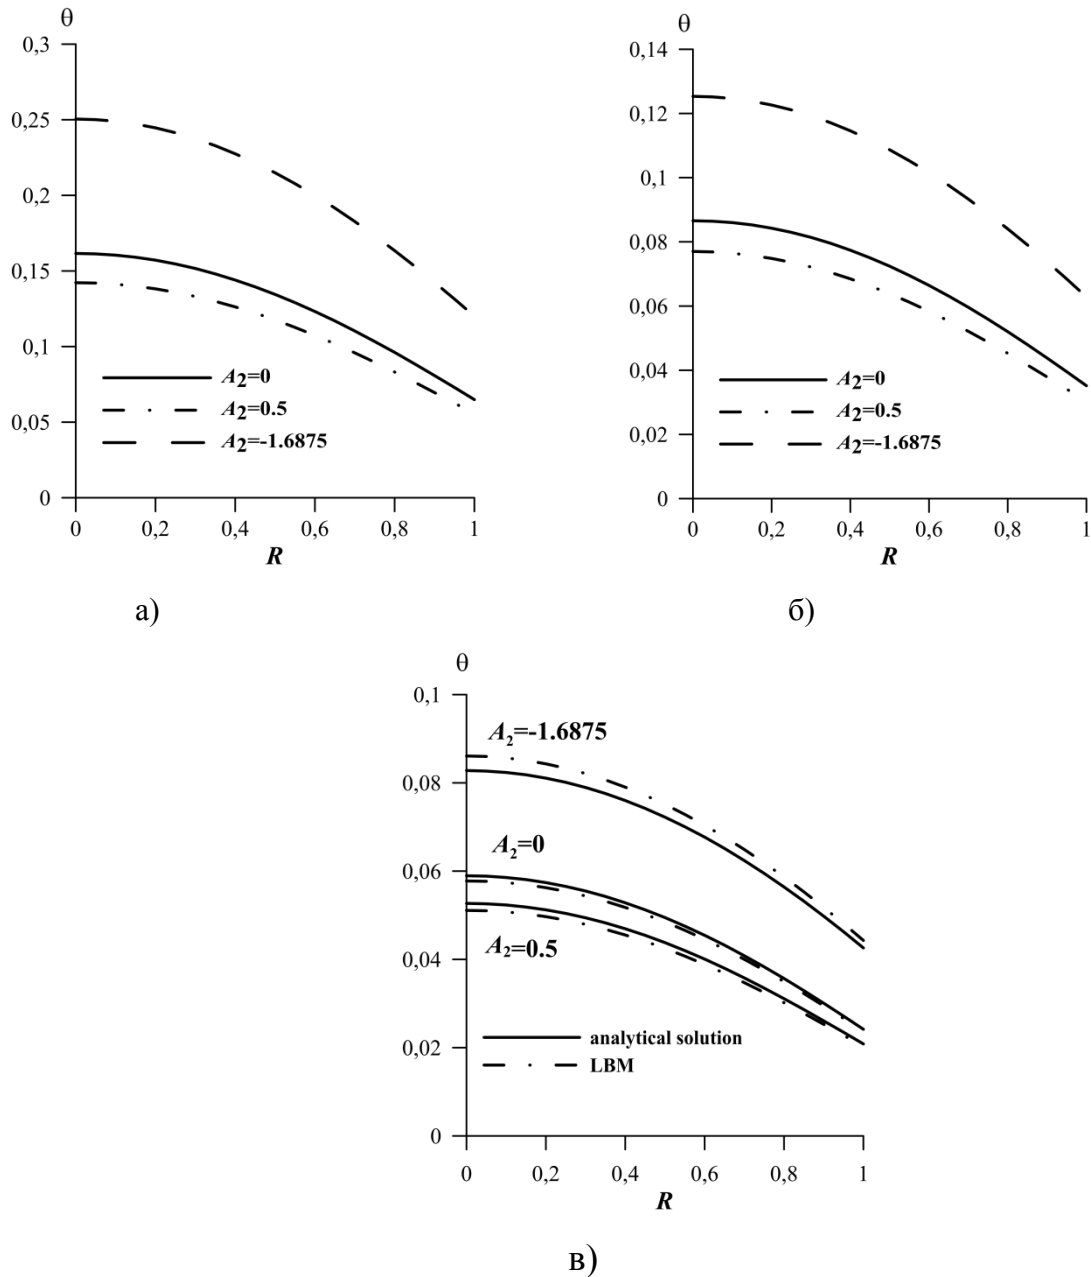 θ
0,3
0,25
0,2
0,15
0,1
0,05
0
A2=0
A2=0.5
A2=-1.6875
0 0,2 0,4 0,6 0,8 1
R
а)
θ
0,14
0,12
0,1
0,08
0,06
0,04
0,02
0
A2=0
A2=0.5
A2=-1.6875
0 0,2 0,4 0,6 0,8 1
R
б)
θ
0,1
0,08
0,06
0,04
0,02
0
A₂=-1.6875
A₂=0
A₂=0.5
analytical solution
LBM
0 0,2 0,4 0,6 0,8 1
R
в)